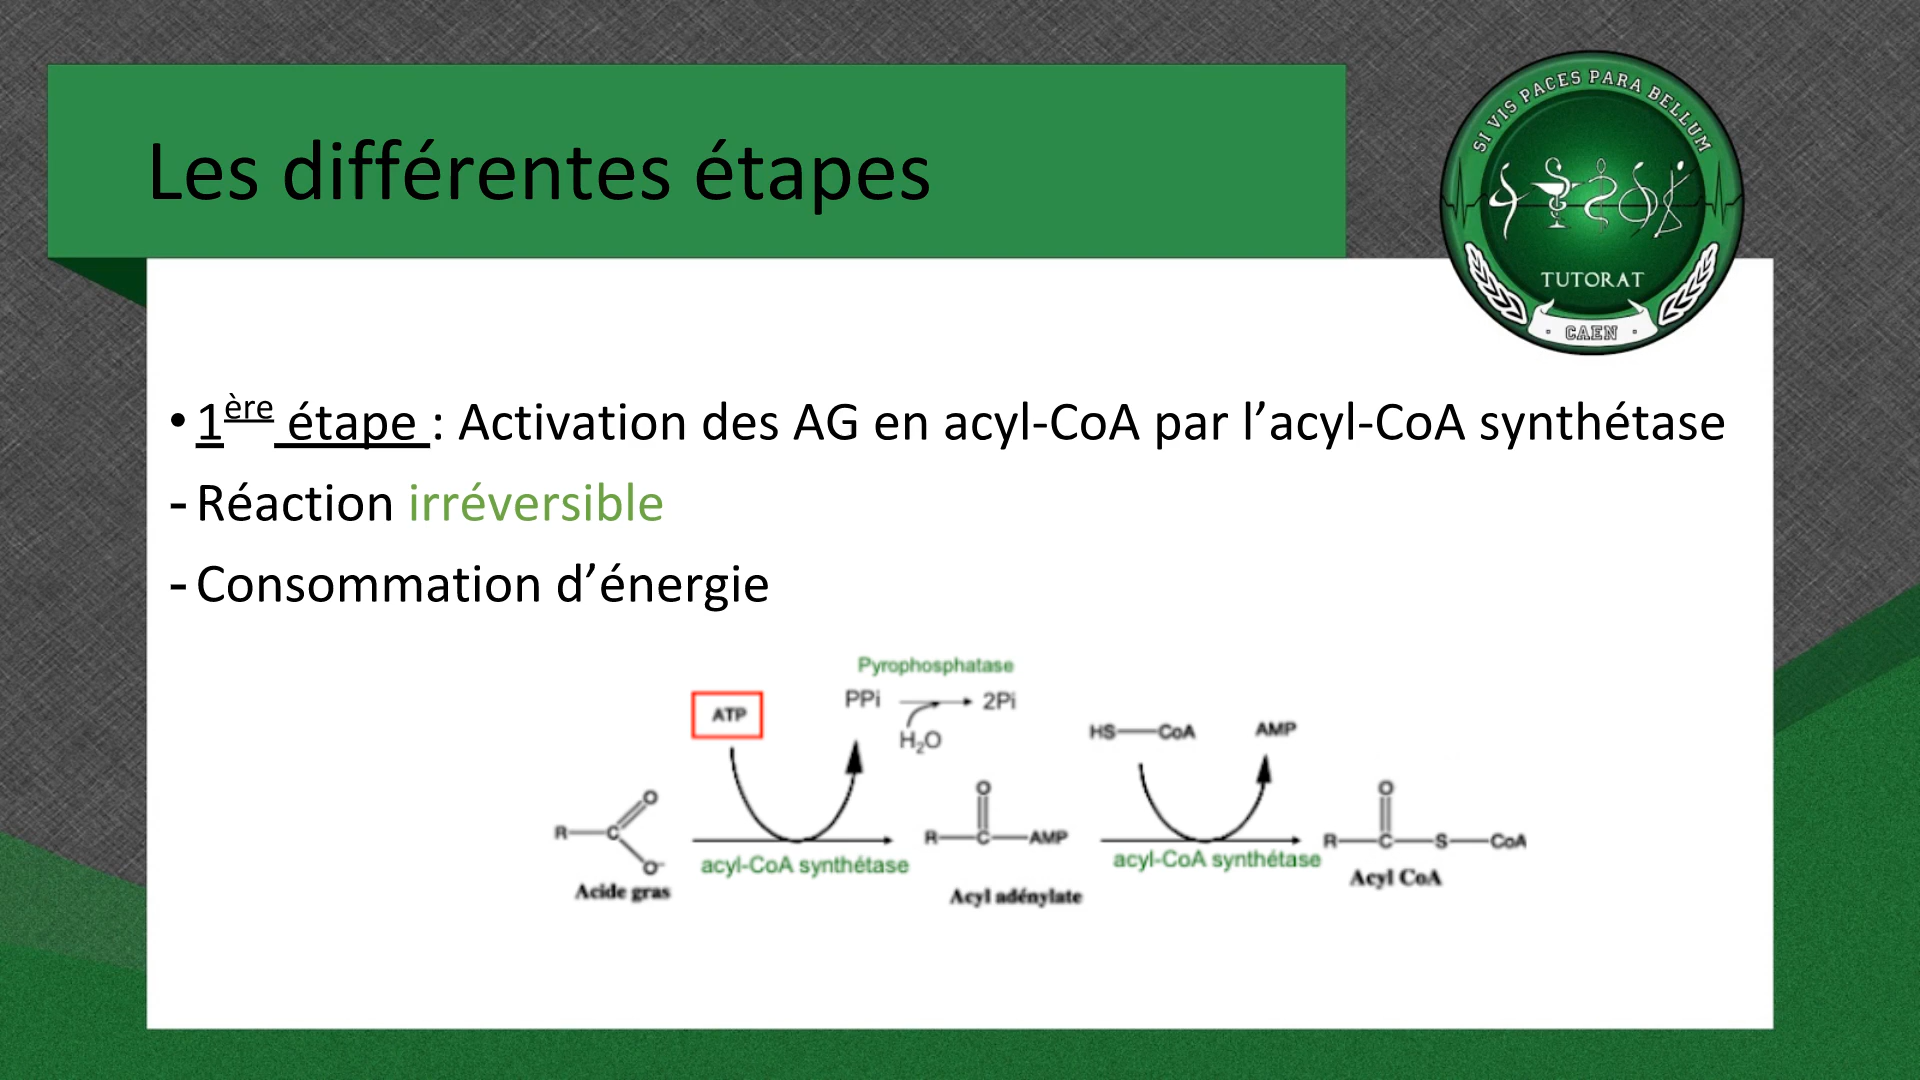 Les différentes étapes
SI VIS PACES PARA BELLUM
TUTORAT
CAEN
• 1ère étape : Activation des AG en acyl-CoA par l’acyl-CoA synthétase
- Réaction irréversible
- Consommation d’énergie
Pyrophosphatase
ATP
PPi
2Pi
H2O
HS
CoA
AMP
O
R
C
O-
acyl-CoA synthétase
Acide gras
O
R
C
AMP
Acyl adénylate
acyl-CoA synthétase
O
R
C
S
CoA
Acyl CoA